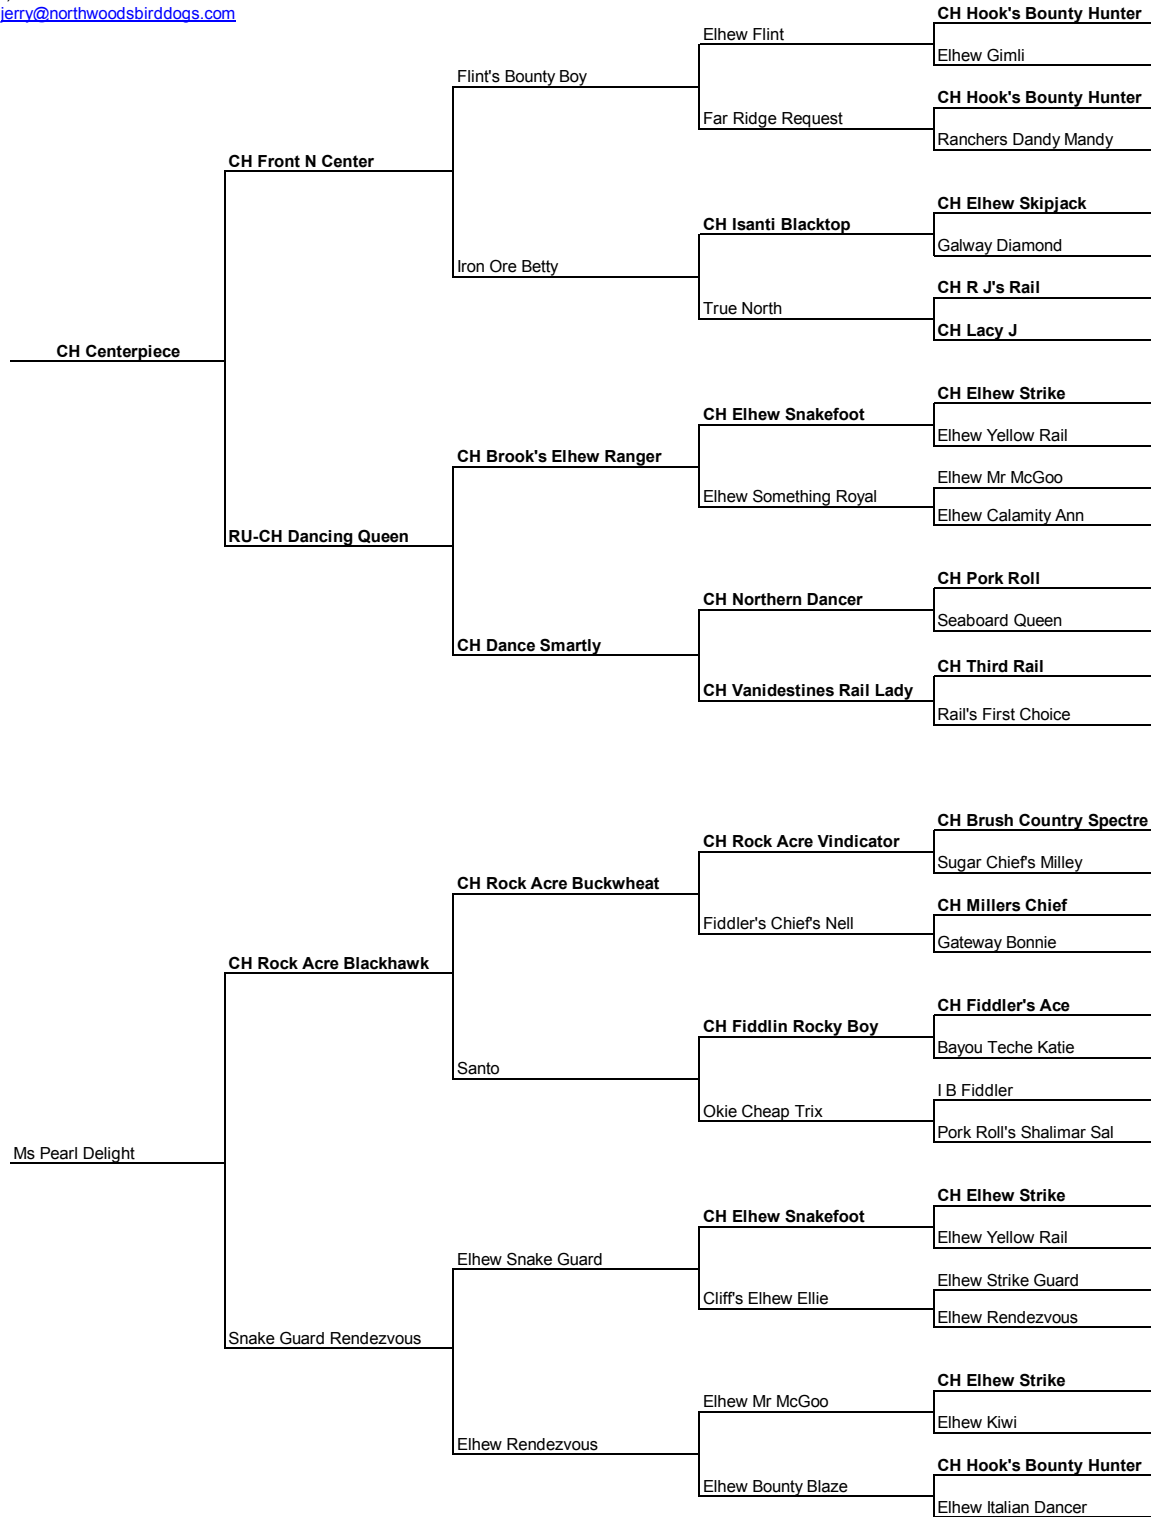 jerry@northwoodsbirddogs.com
CH Hook's Bounty Hunter
Elhew Flint
Elhew Gimli
Flint's Bounty Boy
CH Hook's Bounty Hunter
Far Ridge Request
Ranchers Dandy Mandy
CH Front N Center
CH Elhew Skipjack
CH Isanti Blacktop
Galway Diamond
Iron Ore Betty
CH R J's Rail
True North
CH Lacy J
CH Centerpiece
CH Elhew Strike
CH Elhew Snakefoot
Elhew Yellow Rail
CH Brook's Elhew Ranger
Elhew Mr McGoo
Elhew Something Royal
Elhew Calamity Ann
RU-CH Dancing Queen
CH Pork Roll
CH Northern Dancer
Seaboard Queen
CH Dance Smartly
CH Third Rail
CH Vanidestines Rail Lady
Rail's First Choice
CH Brush Country Spectre
CH Rock Acre Vindicator
Sugar Chief's Milley
CH Rock Acre Buckwheat
CH Millers Chief
Fiddler's Chief's Nell
Gateway Bonnie
CH Rock Acre Blackhawk
CH Fiddler's Ace
CH Fiddlin Rocky Boy
Bayou Teche Katie
Santo
I B Fiddler
Okie Cheap Trix
Pork Roll's Shalimar Sal
Ms Pearl Delight
CH Elhew Strike
CH Elhew Snakefoot
Elhew Yellow Rail
Elhew Snake Guard
Elhew Strike Guard
Cliff's Elhew Ellie
Elhew Rendezvous
Snake Guard Rendezvous
CH Elhew Strike
Elhew Mr McGoo
Elhew Kiwi
Elhew Rendezvous
CH Hook's Bounty Hunter
Elhew Bounty Blaze
Elhew Italian Dancer